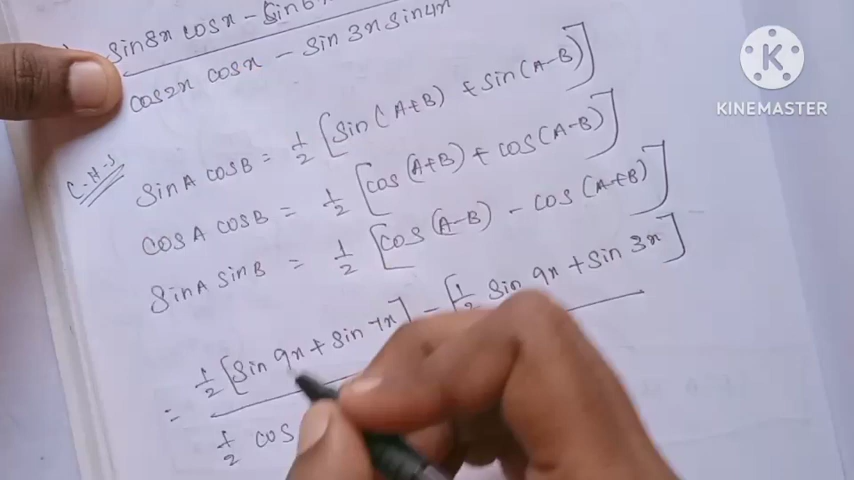 sin8x cosx - sin6x
cos2x cosx - sin3x sin4x
L.H.S
sinA cosB = 1/2 [sin(A+B) + sin(A-B)]
cosA cosB = 1/2 [cos(A+B) + cos(A-B)]
sinA sinB = 1/2 [cos(A-B) - cos(A+B)]
= 1/2 [sin 9x + sin 7x] - [1/2 sin 9x + sin 3x]
1/2 cos
K
KINEMASTER